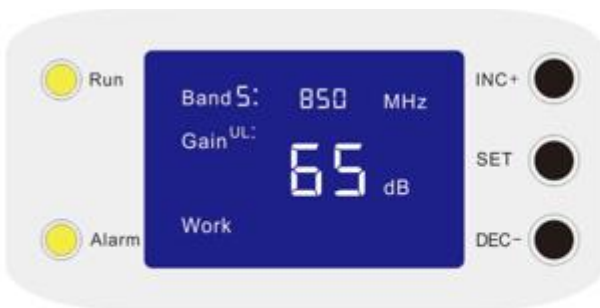 Run
Band 5: 850 MHz
Gain UL: 65 dB
Work
Alarm
INC+
SET
DEC-